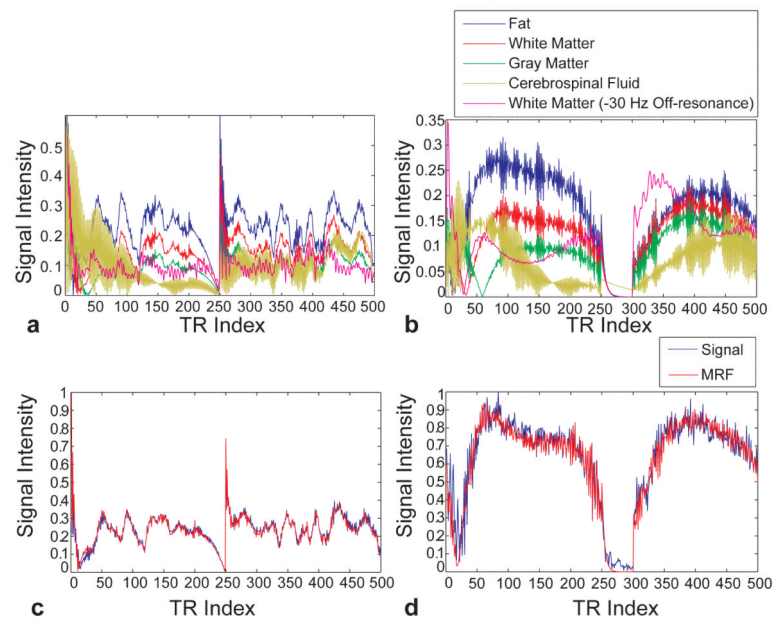 Fat
White Matter
Gray Matter
Cerebrospinal Fluid
White Matter (-30 Hz Off-resonance)
Signal Intensity
0.5
0.4
0.3
0.2
0.1
0
0 50 100 150 200 250 300 350 400 450 500
TR Index
a
Signal Intensity
0.35
0.3
0.25
0.2
0.15
0.1
0.05
0
0 50 100 150 200 250 300 350 400 450 500
TR Index
b
Signal
MRF
Signal Intensity
1
0.9
0.8
0.7
0.6
0.5
0.4
0.3
0.2
0.1
0
0 50 100 150 200 250 300 350 400 450 500
TR Index
c
Signal Intensity
1
0.9
0.8
0.7
0.6
0.5
0.4
0.3
0.2
0.1
0
0 50 100 150 200 250 300 350 400 450 500
TR Index
d